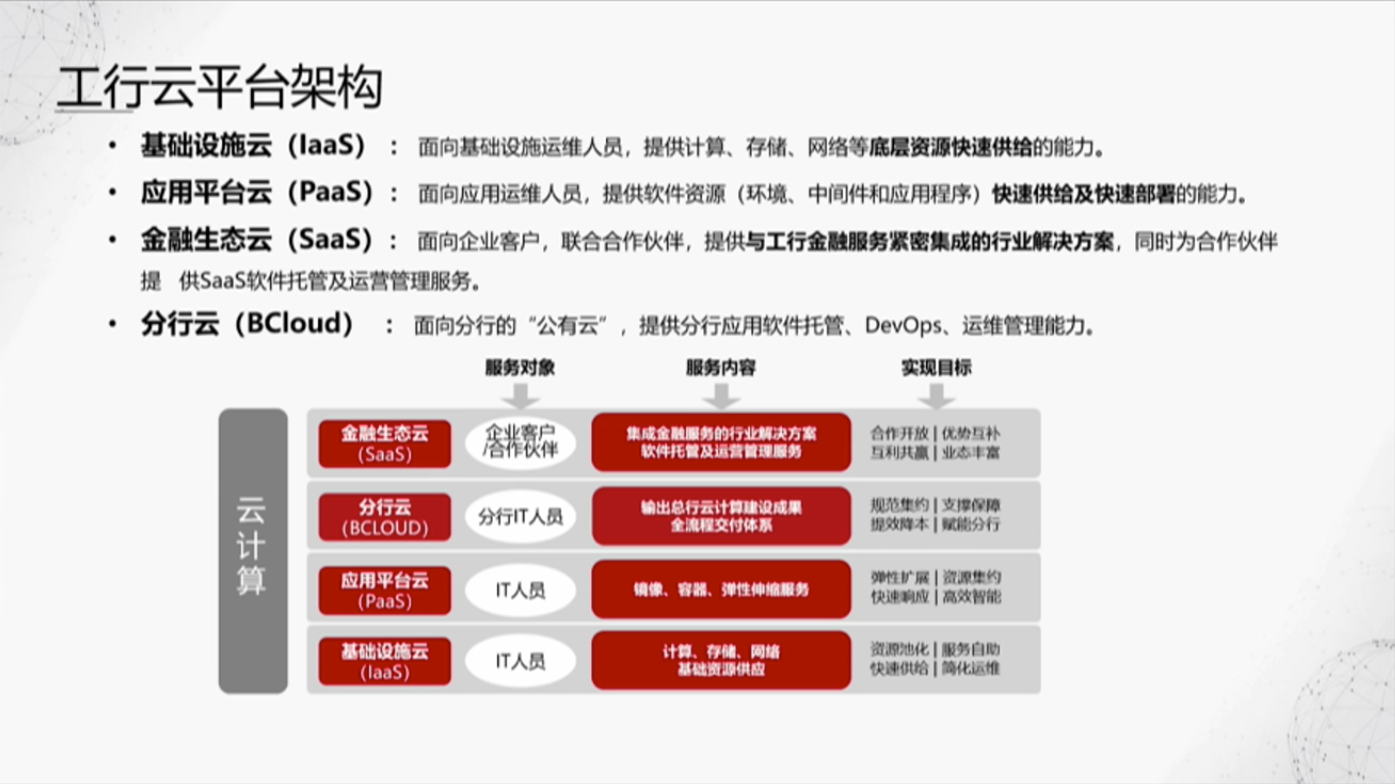 工行云平台架构
• 基础设施云（IaaS）： 面向基础设施运维人员，提供计算、存储、网络等底层资源快速供给的能力。
• 应用平台云（PaaS）： 面向应用运维人员，提供软件资源（环境、中间件和应用程序）快速供给及快速部署的能力。
• 金融生态云（SaaS）： 面向企业客户，联合合作伙伴，提供与工行金融服务紧密集成的行业解决方案，同时为合作伙伴
提 供SaaS软件托管及运营管理服务。
• 分行云（BCloud） ： 面向分行的“公有云”，提供分行应用软件托管、DevOps、运维管理能力。
服务对象 服务内容 实现目标
云计算
金融生态云
（SaaS）
企业客户
/合作伙伴
集成金融服务的行业解决方案
软件托管及运营管理服务
合作开放 | 优势互补
互利共赢 | 业态丰富
分行云
（BCLOUD）
分行IT人员
输出总行云计算建设成果
全流程交付体系
规范集约 | 支撑保障
提效降本 | 赋能分行
应用平台云
（PaaS）
IT人员
镜像、容器、弹性伸缩服务
弹性扩展 | 资源集约
快速响应 | 高效智能
基础设施云
（IaaS）
IT人员
计算、存储、网络
基础资源供应
资源池化 | 服务自助
快速供给 | 简化运维